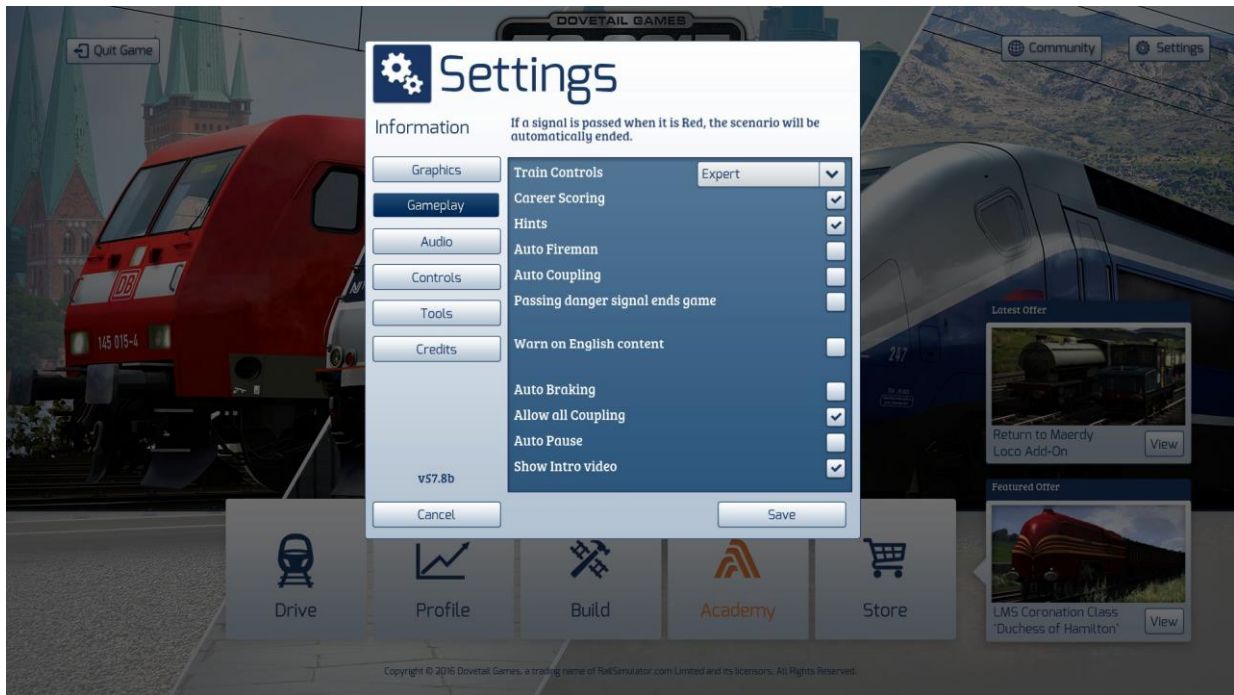 DOVETAIL GAMES
Quit Game
Community
Settings
Settings
Information
If a signal is passed when it is Red, the scenario will be
automatically ended.
Graphics
Gameplay
Audio
Controls
Tools
Credits
v57.8b
Cancel
Train Controls
Expert
Career Scoring
Hints
Auto Fireman
Auto Coupling
Passing danger signal ends game
Warn on English content
Auto Braking
Allow all Coupling
Auto Pause
Show Intro video
Save
DB
145 015-4
247
Latest Offer
Return to Maerdy
Loco Add-On
View
Featured Offer
LMS Coronation Class
'Duchess of Hamilton'
View
Drive
Profile
Build
Academy
Store
Copyright © 2016 Dovetail Games, a trading name of RailSimulator.com Limited and its licensors. All Rights Reserved.